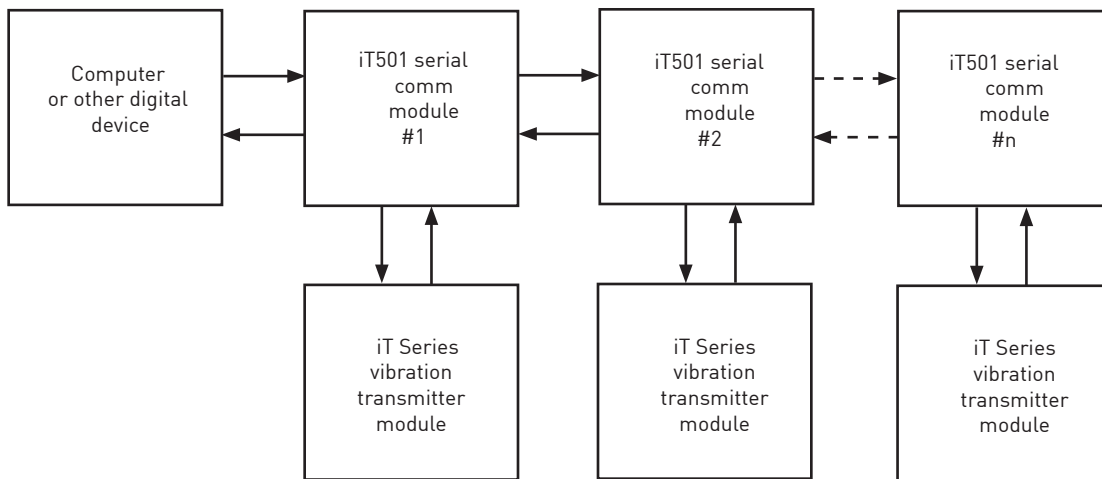 Computer
or other digital
device
iT501 serial
comm
module
#1
iT501 serial
comm
module
#2
iT501 serial
comm
module
#n
iT Series
vibration
transmitter
module
iT Series
vibration
transmitter
module
iT Series
vibration
transmitter
module